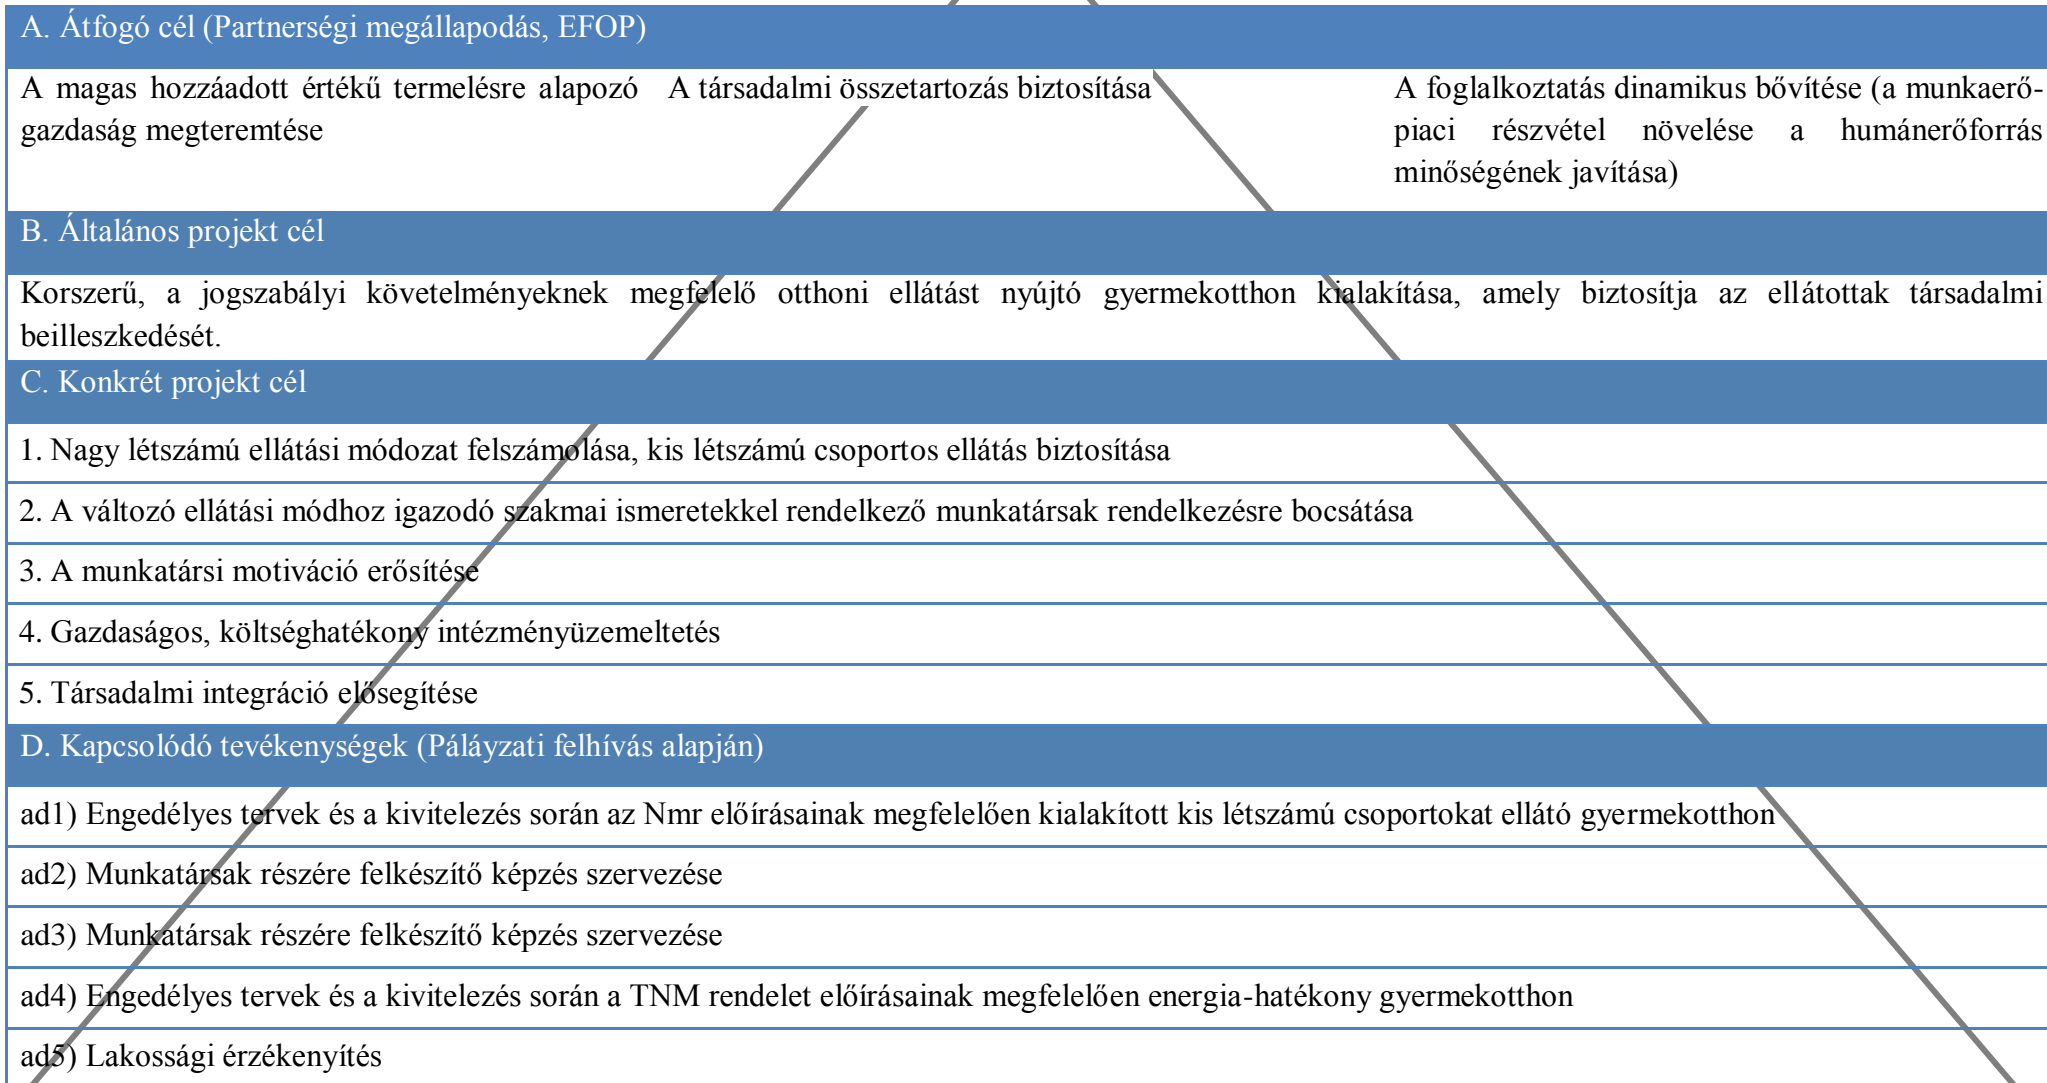 A. Átfogó cél (Partnerségi megállapodás, EFOP)
A magas hozzáadott értékű termelésre alapozó
gazdaság megteremtése
A társadalmi összetartozás biztosítása
A foglalkoztatás dinamikus bővítése (a munkaerő-
piaci részvétel növelése a humánerőforrás
minőségének javítása)
B. Általános projekt cél
Korszerű, a jogszabályi követelményeknek megfelelő otthoni ellátást nyújtó gyermekotthon kialakítása, amely biztosítja az ellátottak társadalmi
beilleszkedését.
C. Konkrét projekt cél
1. Nagy létszámú ellátási módozat felszámolása, kis létszámú csoportos ellátás biztosítása
2. A változó ellátási módhoz igazodó szakmai ismeretekkel rendelkező munkatársak rendelkezésre bocsátása
3. A munkatársi motiváció erősítése
4. Gazdaságos, költséghatékony intézményüzemeltetés
5. Társadalmi integráció elősegítése
D. Kapcsolódó tevékenységek (Páláyzati felhívás alapján)
ad1) Engedélyes tervek és a kivitelezés során az Nmr előírásainak megfelelően kialakított kis létszámú csoportokat ellátó gyermekotthon
ad2) Munkatársak részére felkészítő képzés szervezése
ad3) Munkatársak részére felkészítő képzés szervezése
ad4) Engedélyes tervek és a kivitelezés során a TNM rendelet előírásainak megfelelően energia-hatékony gyermekotthon
ad5) Lakossági érzékenyítés